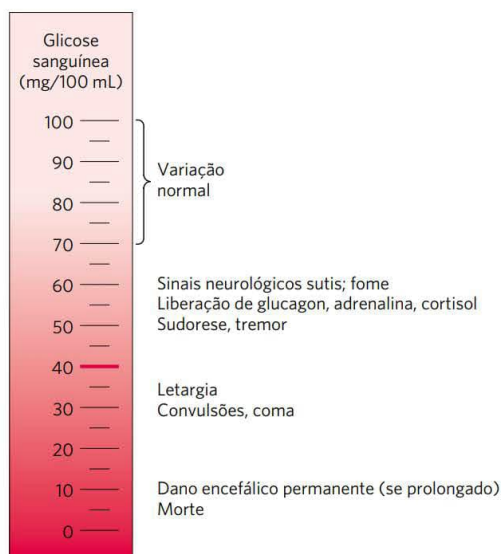 Glicose
sanguínea
(mg/100 mL)
100
90
Variação
normal
80
70
60
Sinais neurológicos sutis; fome
Liberação de glucagon, adrenalina, cortisol
50
Sudorese, tremor
40
Letargia
30
Convulsões, coma
20
10
Dano encefálico permanente (se prolongado)
Morte
0